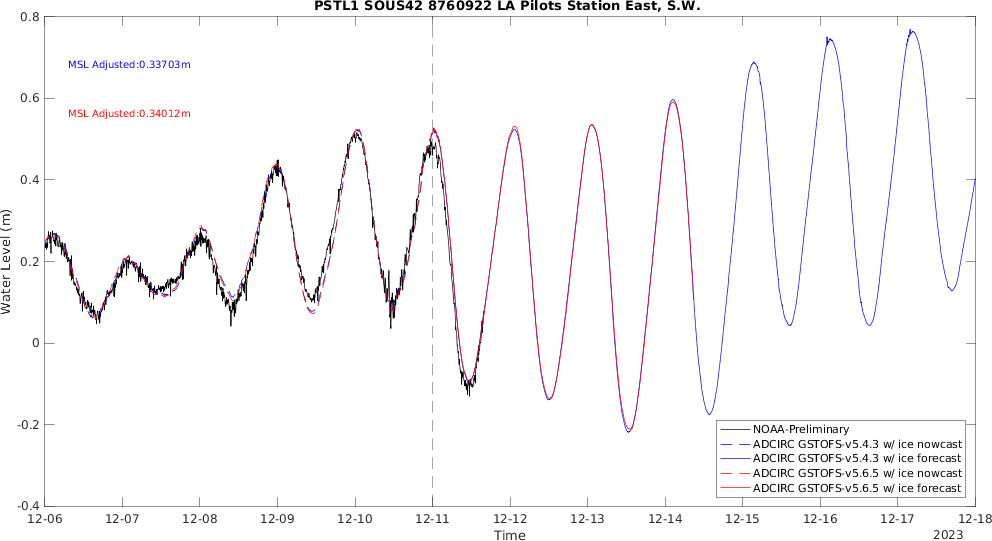 PSTL1 SOUS42 8760922 LA Pilots Station East, S.W.
0.8
0.6
0.4
0.2
0
-0.2
-0.4
Water Level (m)
MSL Adjusted:0.33703m
MSL Adjusted:0.34012m
NOAA-Preliminary
ADCIRC GSTOFS-v5.4.3 w/ ice nowcast
ADCIRC GSTOFS-v5.4.3 w/ ice forecast
ADCIRC GSTOFS-v5.6.5 w/ ice nowcast
ADCIRC GSTOFS-v5.6.5 w/ ice forecast
12-06 12-07 12-08 12-09 12-10 12-11 12-12 12-13 12-14 12-15 12-16 12-17 12-18
Time
2023